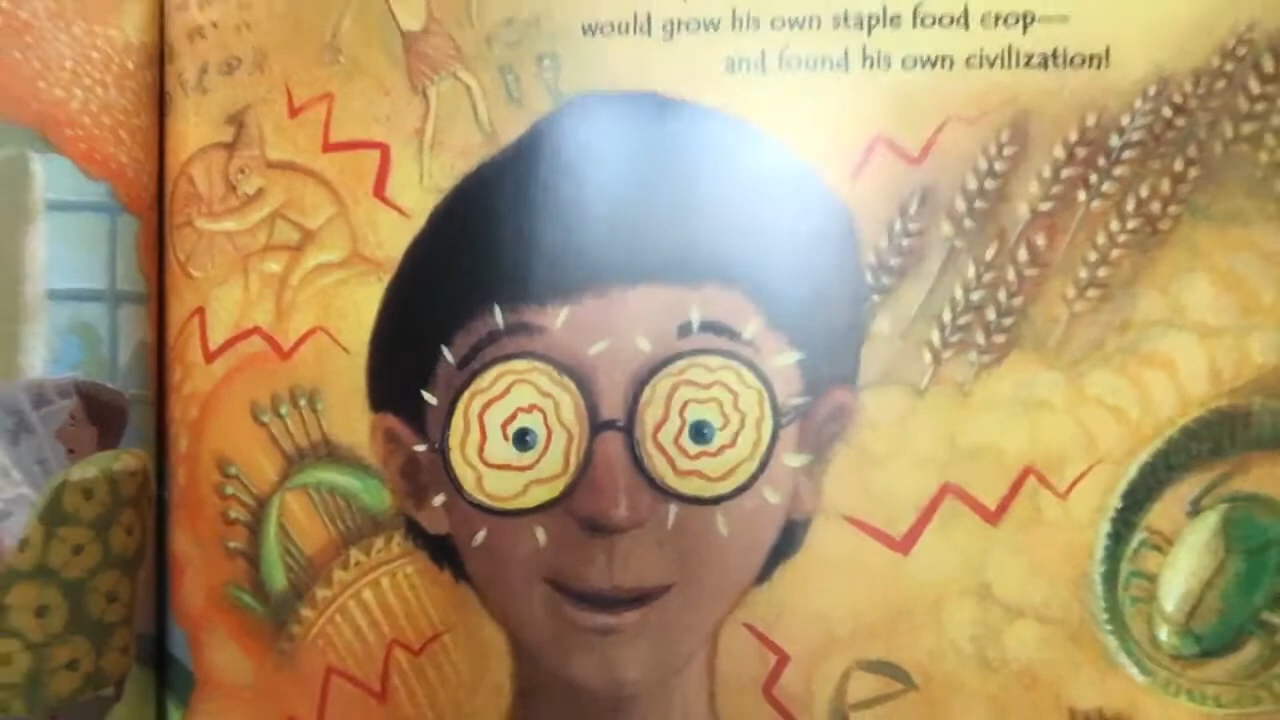 would grow his own staple food crop—
and found his own civilization!